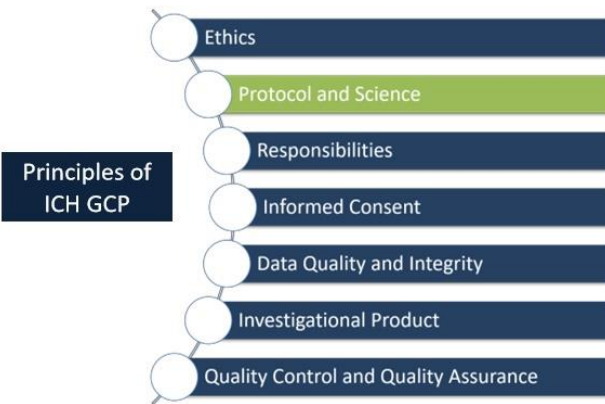 Ethics
Protocol and Science
Responsibilities
Principles of
ICH GCP
Informed Consent
Data Quality and Integrity
Investigational Product
Quality Control and Quality Assurance